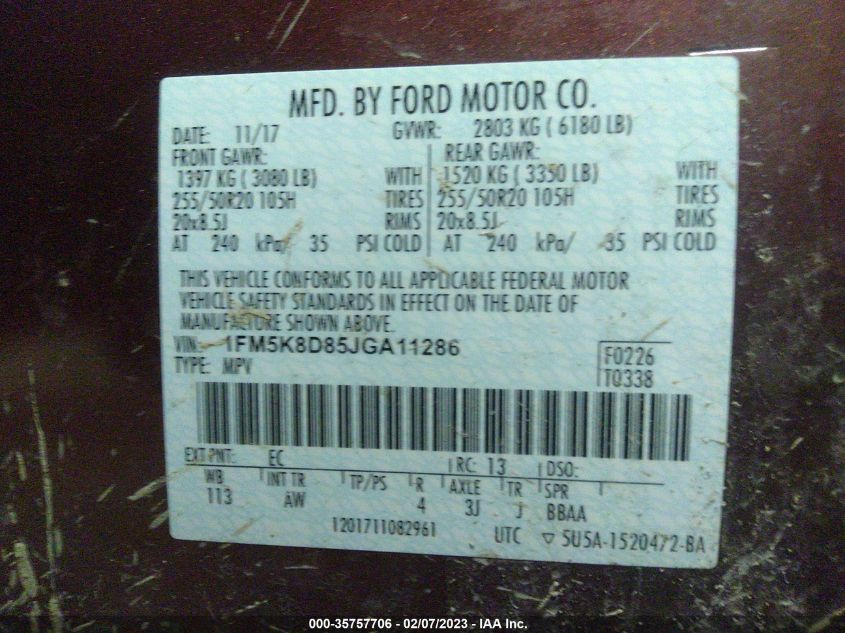 MFD. BY FORD MOTOR CO.
DATE: 11/17 GVWR: 2803 KG ( 6180 LB)
FRONT GAWR: REAR GAWR:
1397 KG ( 3080 LB) WITH 1520 KG ( 3350 LB) WITH
255/50R20 105H TIRES 255/50R20 105H TIRES
20x8.5J RIMS 20x8.5J RIMS
AT 240 kPa/ 35 PSI COLD AT 240 kPa/ 35 PSI COLD
THIS VEHICLE CONFORMS TO ALL APPLICABLE FEDERAL MOTOR
VEHICLE SAFETY STANDARDS IN EFFECT ON THE DATE OF
MANUFACTURE SHOWN ABOVE.
VIN: 1FM5K8D85JGA11286 F0226
TYPE: MPV T0338
EXT PNT: EC RC: 13 DSO:
WB INT TR TP/PS R AXLE TR SPR
113 AW 4 3J J BBAA
1201711082961 UTC ▽ 5U5A-1520472-BA
000-35757706 - 02/07/2023 - IAA Inc.